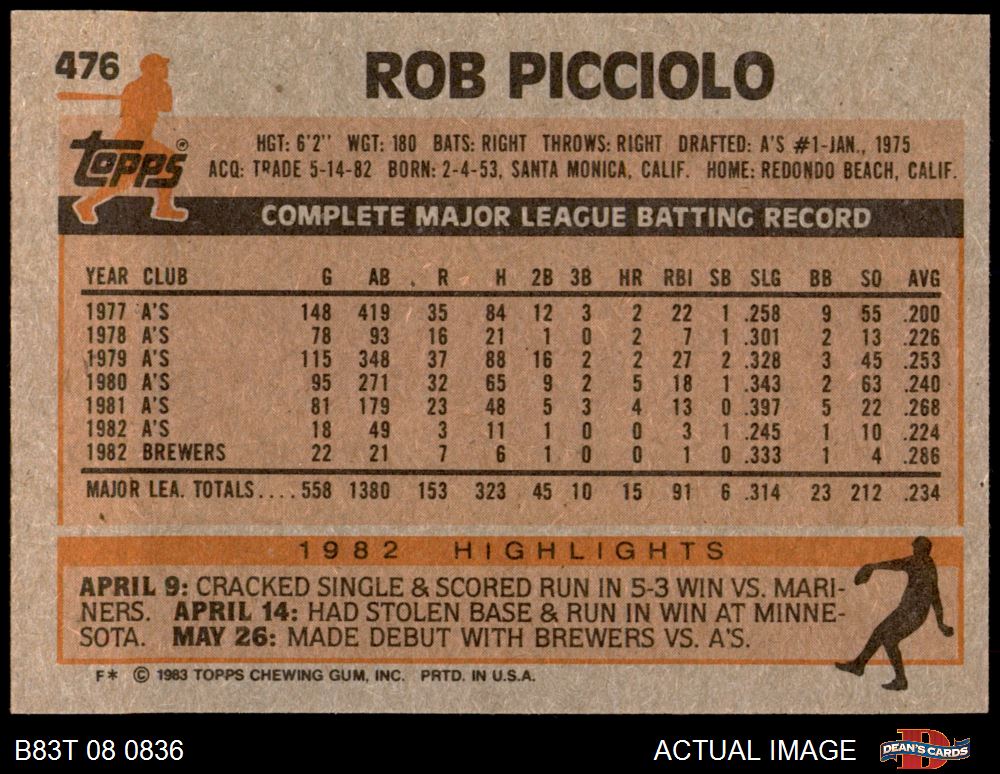 476
ROB PICCIOLO
TOPPS®
HGT: 6'2'' WGT: 180 BATS: RIGHT THROWS: RIGHT DRAFTED: A'S #1-JAN., 1975
ACQ: TRADE 5-14-82 BORN: 2-4-53, SANTA MONICA, CALIF. HOME: REDONDO BEACH, CALIF.
COMPLETE MAJOR LEAGUE BATTING RECORD
YEAR CLUB G AB R H 2B 3B HR RBI SB SLG BB SO AVG
1977 A'S 148 419 35 84 12 3 2 22 1 .258 9 55 .200
1978 A'S 78 93 16 21 1 0 2 7 1 .301 2 13 .226
1979 A'S 115 348 37 88 16 2 2 27 2 .328 3 45 .253
1980 A'S 95 271 32 65 9 2 5 18 1 .343 2 63 .240
1981 A'S 81 179 23 48 5 3 4 13 0 .397 5 22 .268
1982 A'S 18 49 3 11 1 0 0 3 1 .245 1 10 .224
1982 BREWERS 22 21 7 6 1 0 0 1 0 .333 1 4 .286
MAJOR LEA. TOTALS.... 558 1380 153 323 45 10 15 91 6 .314 23 212 .234
1982 HIGHLIGHTS
APRIL 9: CRACKED SINGLE & SCORED RUN IN 5-3 WIN VS. MARI-
NERS. APRIL 14: HAD STOLEN BASE & RUN IN WIN AT MINNE-
SOTA. MAY 26: MADE DEBUT WITH BREWERS VS. A'S.
F* © 1983 TOPPS CHEWING GUM, INC. PRTD. IN U.S.A.
B83T 08 0836
ACTUAL IMAGE
DEAN'S CARDS